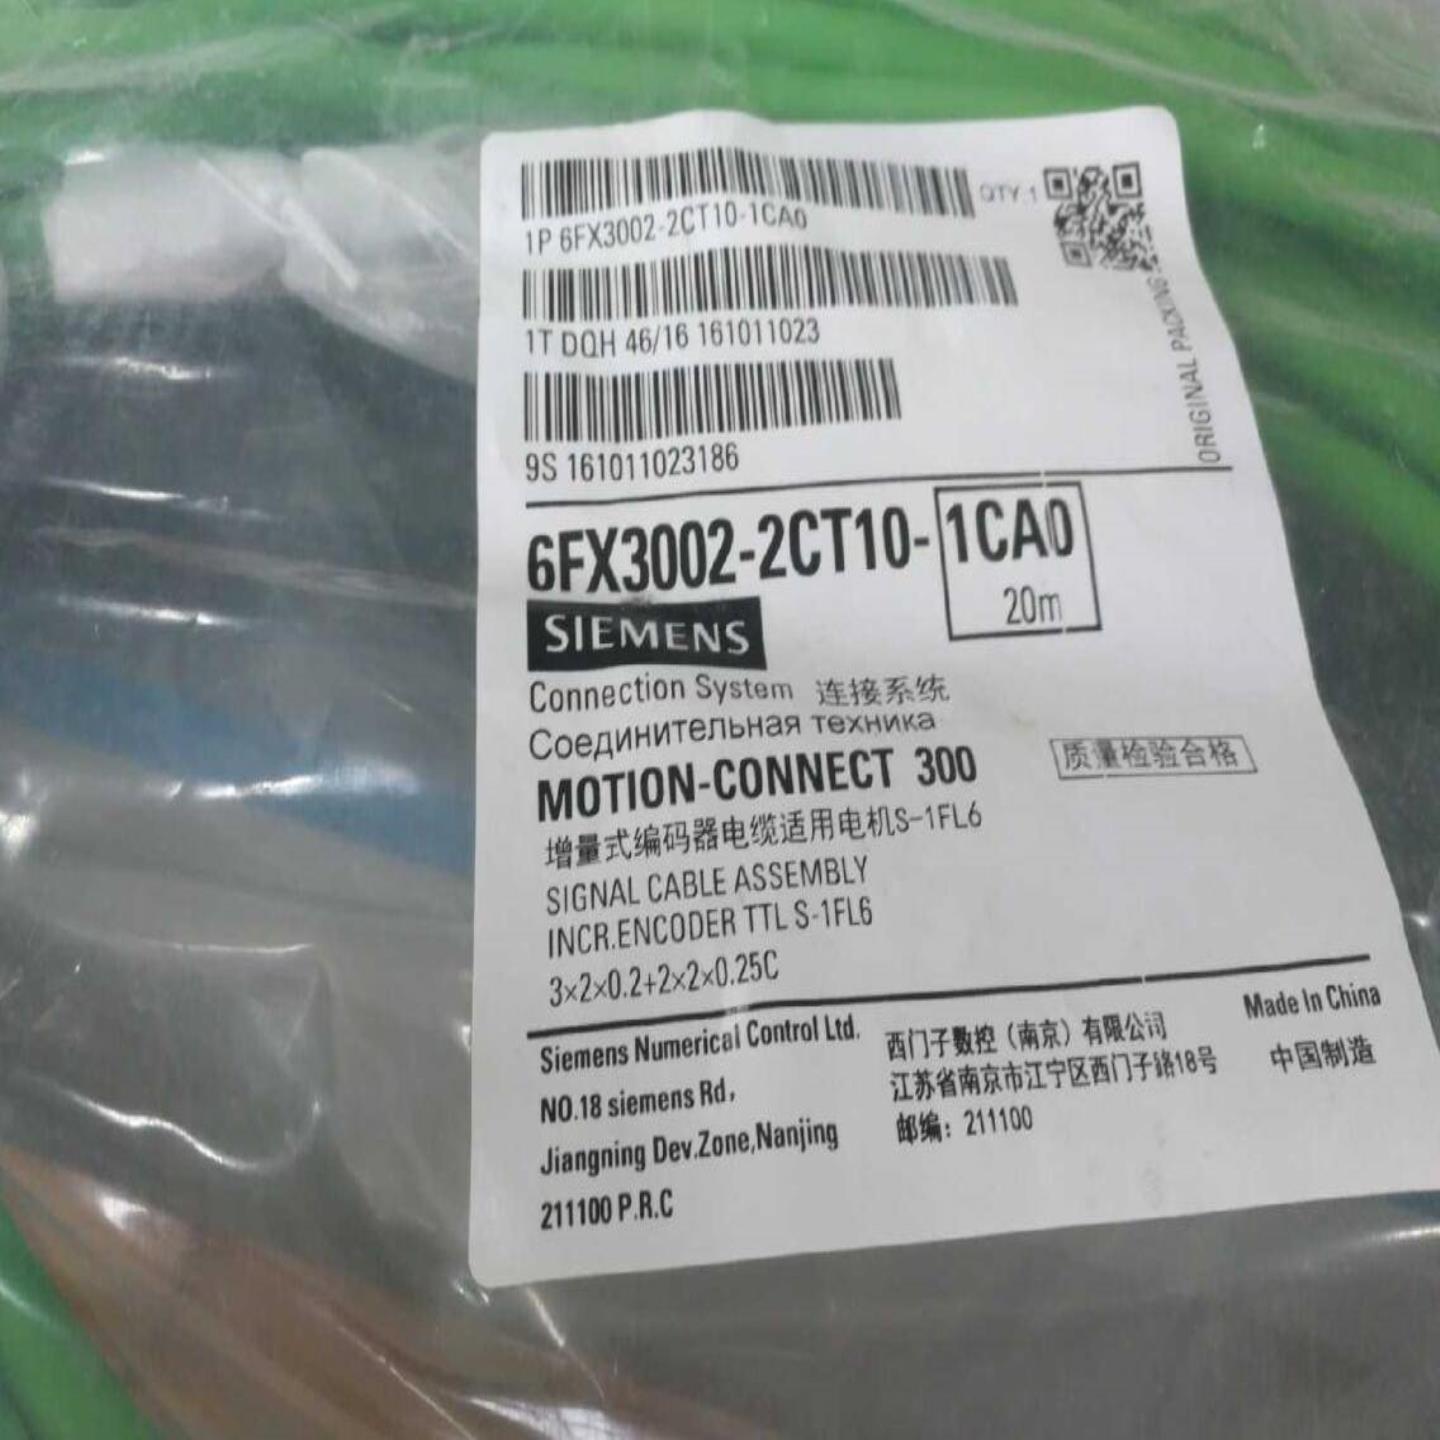 QTY.1
1P 6FX3002-2CT10-1CA0
1T DQH 46/16 161011023
9S 161011023186
ORIGINAL PACKING
6FX3002-2CT10-1CA0
20m
SIEMENS
Connection System 连接系统
Соединительная техника
MOTION-CONNECT 300
质量检验合格
增量式编码器电缆适用电机S-1FL6
SIGNAL CABLE ASSEMBLY
INCR.ENCODER TTL S-1FL6
3×2×0.2+2×2×0.25C
Siemens Numerical Control Ltd.
NO.18 siemens Rd,
Jiangning Dev.Zone,Nanjing
211100 P.R.C
西门子数控（南京）有限公司
江苏省南京市江宁区西门子路18号
邮编：211100
Made In China
中国制造